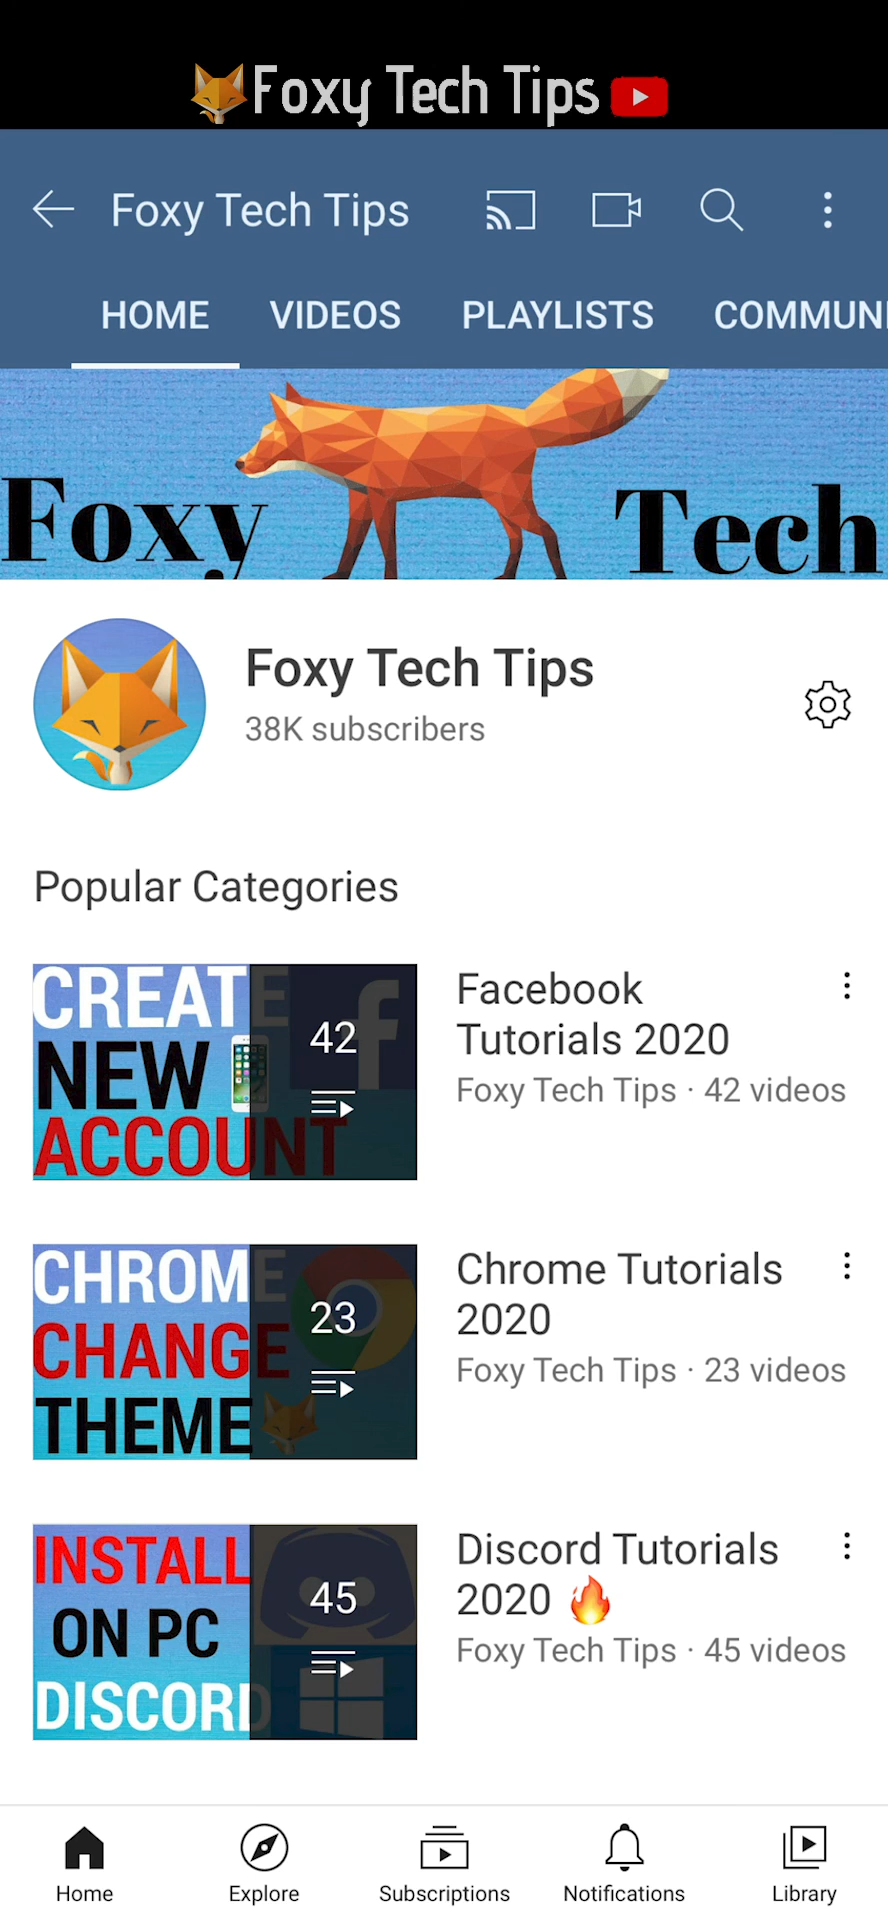 Foxy Tech Tips
Foxy Tech Tips
HOME VIDEOS PLAYLISTS COMMUN
Foxy Tech
Foxy Tech Tips
38K subscribers
Popular Categories
CREATE
NEW
ACCOUNT
42
Facebook
Tutorials 2020
Foxy Tech Tips · 42 videos
CHROME
CHANGE
THEME
23
Chrome Tutorials
2020
Foxy Tech Tips · 23 videos
INSTALL
ON PC
DISCORD
45
Discord Tutorials
2020 🔥
Foxy Tech Tips · 45 videos
Home Explore Subscriptions Notifications Library